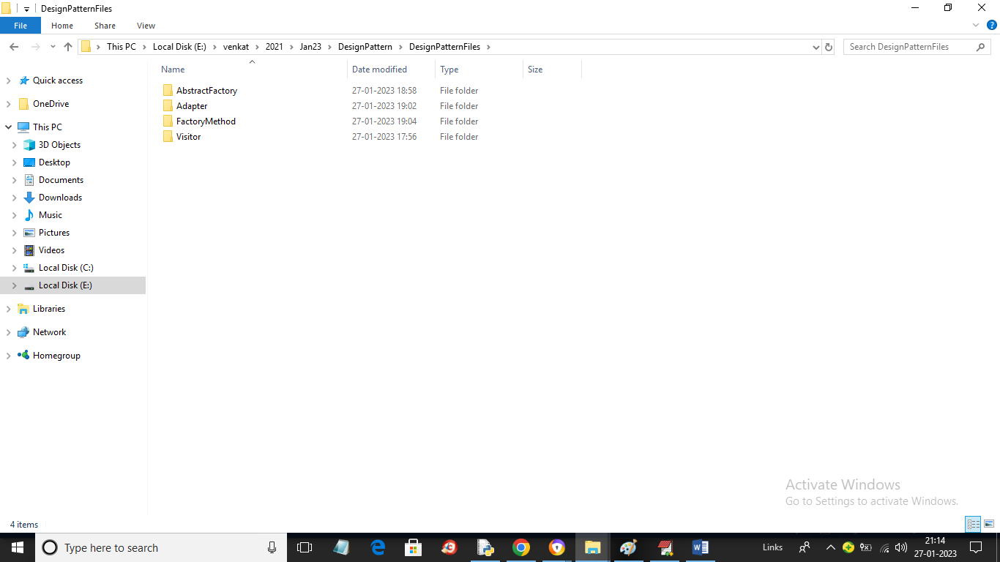 DesignPatternFiles
File Home Share View
This PC Local Disk (E:) venkat 2021 Jan23 DesignPattern DesignPatternFiles Search DesignPatternFiles
Name Date modified Type Size
Quick access
OneDrive
This PC
3D Objects
Desktop
Documents
Downloads
Music
Pictures
Videos
Local Disk (C:)
Local Disk (E:)
Libraries
Network
Homegroup
AbstractFactory 27-01-2023 18:58 File folder
Adapter 27-01-2023 19:02 File folder
FactoryMethod 27-01-2023 19:04 File folder
Visitor 27-01-2023 17:56 File folder
Activate Windows
Go to Settings to activate Windows.
4 items
Type here to search Links 21:14
27-01-2023